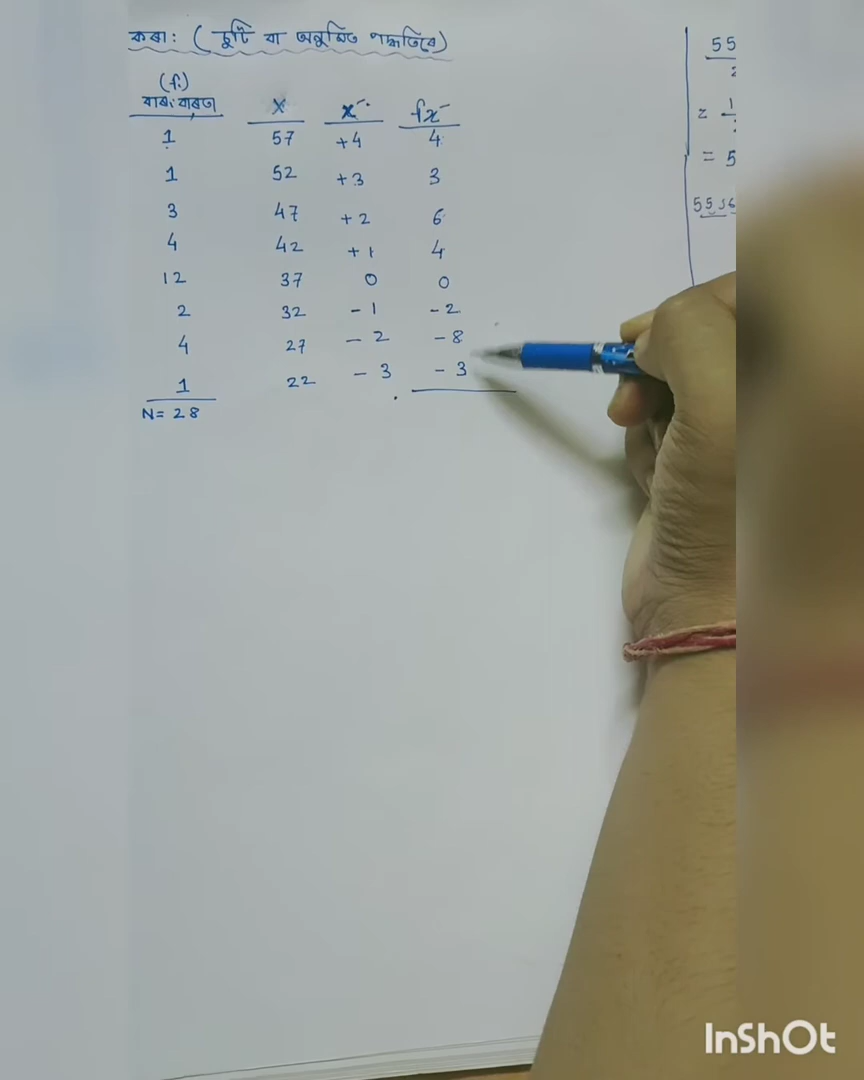 কৰা: ( চুটি বা অনুমিত পদ্ধতিৰে)
(f.)
বাৰংবাৰতা X x′ fx′
1 57 +4 4
1 52 +3 3
3 47 +2 6
4 42 +1 4
12 37 0 0
2 32 -1 -2
4 27 -2 -8
1 22 -3 -3
N= 28
55
= 5
InShOt